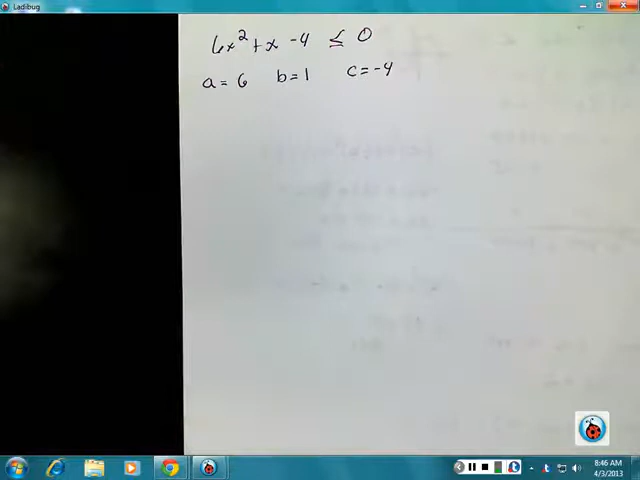 Ladibug
6x² + x - 4 ≤ 0
a = 6 b = 1 c = -4
8:46 AM
4/3/2013